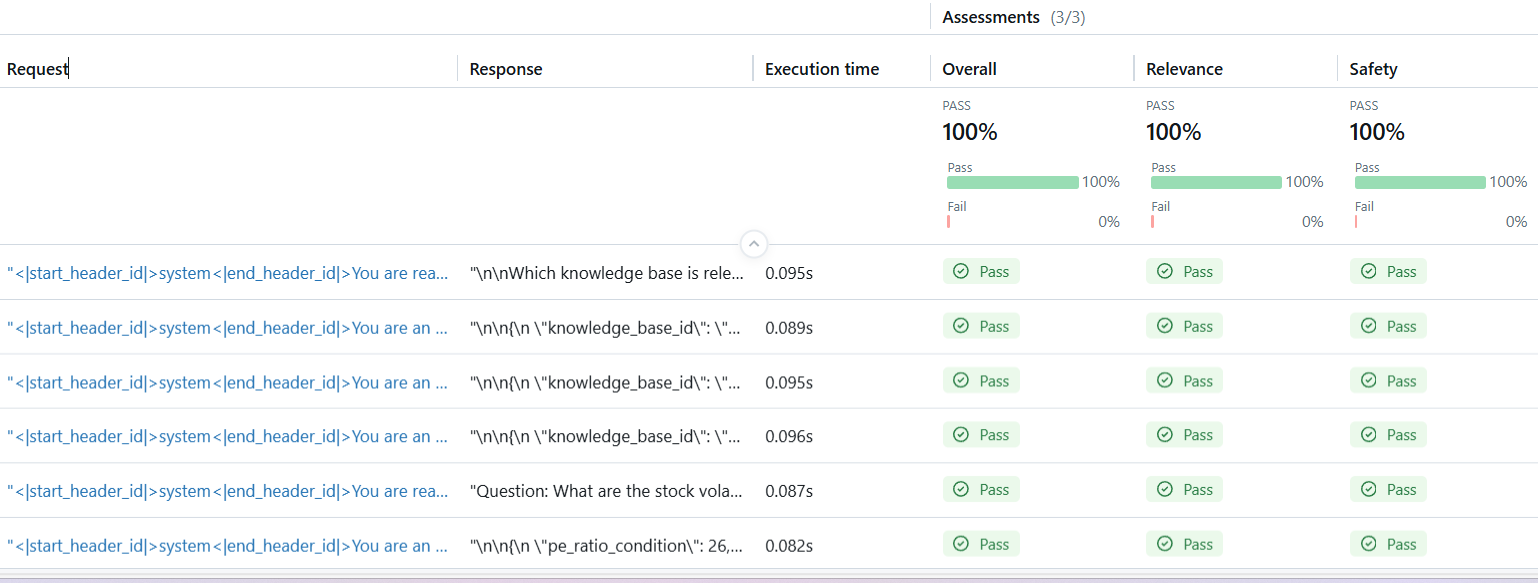 Assessments (3/3)
Request Response Execution time Overall Relevance Safety
PASS PASS PASS
100% 100% 100%
Pass Pass Pass
100% 100% 100%
Fail Fail Fail
0% 0% 0%
"<|start_header_id|>system<|end_header_id|>You are rea... "\n\nWhich knowledge base is rele... 0.095s Pass Pass Pass
"<|start_header_id|>system<|end_header_id|>You are an ... "\n\n{\n \"knowledge_base_id\": \"... 0.089s Pass Pass Pass
"<|start_header_id|>system<|end_header_id|>You are an ... "\n\n{\n \"knowledge_base_id\": \"... 0.095s Pass Pass Pass
"<|start_header_id|>system<|end_header_id|>You are an ... "\n\n{\n \"knowledge_base_id\": \"... 0.096s Pass Pass Pass
"<|start_header_id|>system<|end_header_id|>You are rea... "Question: What are the stock vola... 0.087s Pass Pass Pass
"<|start_header_id|>system<|end_header_id|>You are an ... "\n\n{\n \"pe_ratio_condition\": 26,... 0.082s Pass Pass Pass